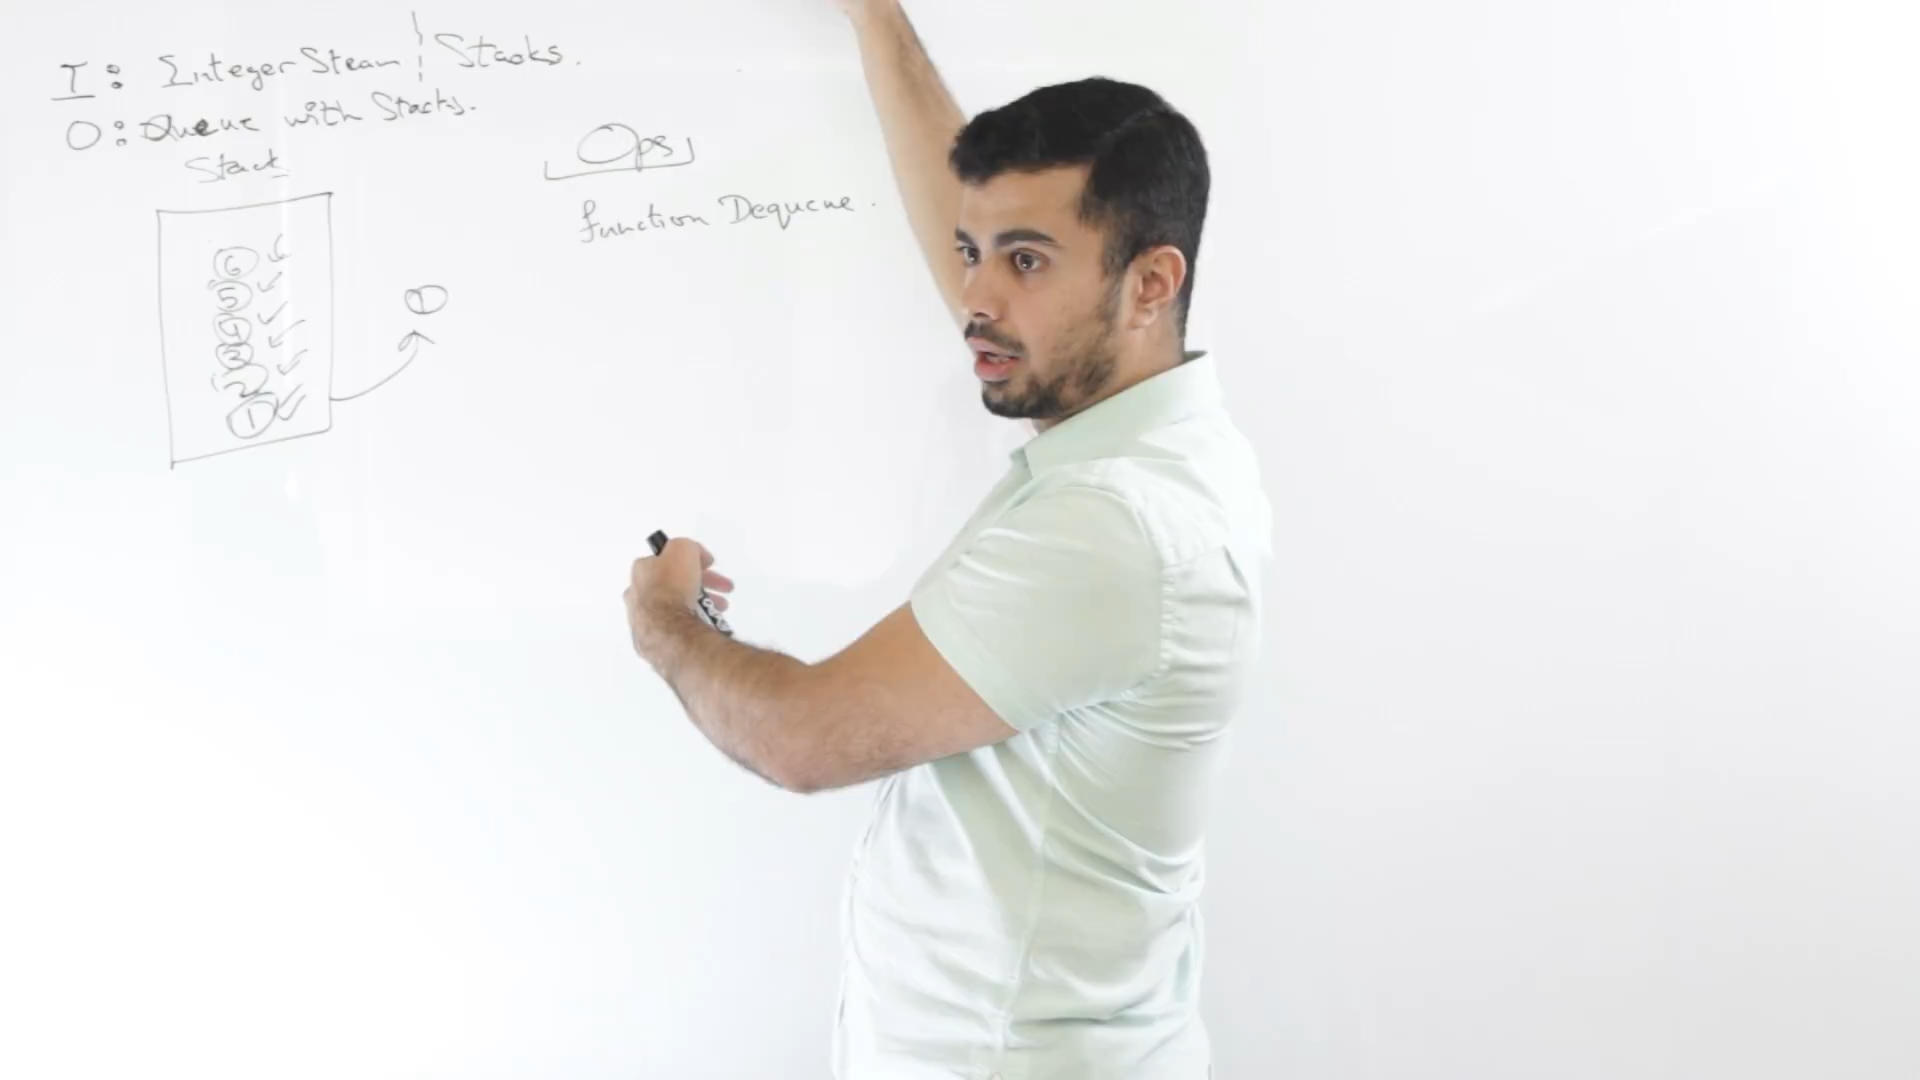 I: Integer Steam Stacks.
O: Queue with Stacks.
Stack
Ops
function Dequeue.
6
5
4
3
2
1
1